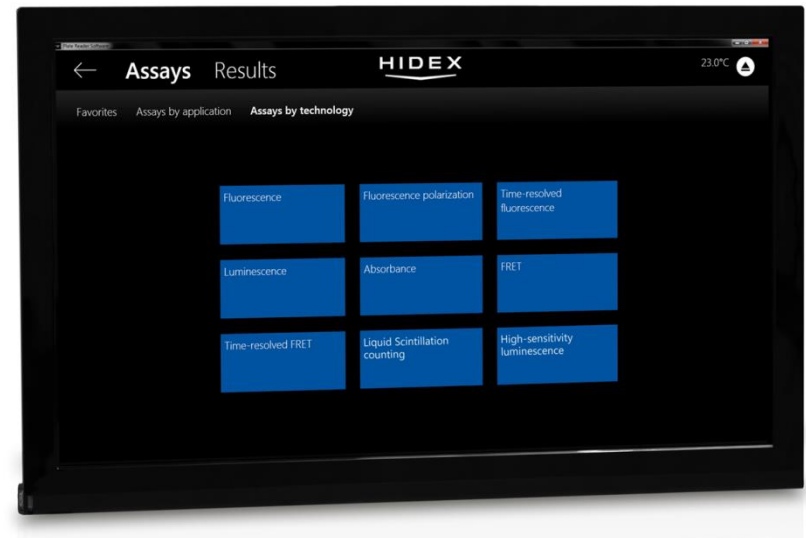 Plate Reader Software
← Assays Results HIDEX 23.0°C
Favorites Assays by application Assays by technology
Fluorescence
Fluorescence polarization
Time-resolved
fluorescence
Luminescence
Absorbance
FRET
Time-resolved FRET
Liquid Scintillation
counting
High-sensitivity
luminescence